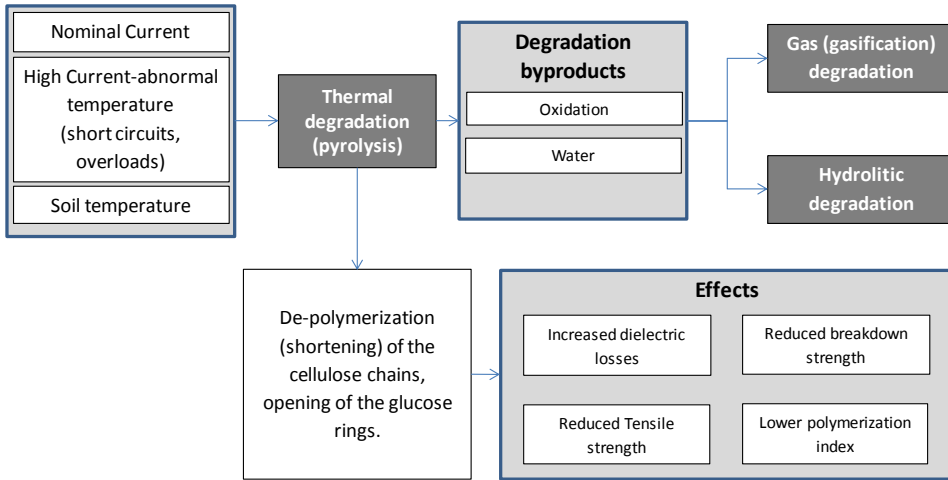 Nominal Current
High Current-abnormal
temperature
(short circuits,
overloads)
Soil temperature
Thermal
degradation
(pyrolysis)
Degradation
byproducts
Oxidation
Water
Gas (gasification)
degradation
Hydrolitic
degradation
De-polymerization
(shortening) of the
cellulose chains,
opening of the glucose
rings.
Effects
Increased dielectric
losses
Reduced breakdown
strength
Reduced Tensile
strength
Lower polymerization
index